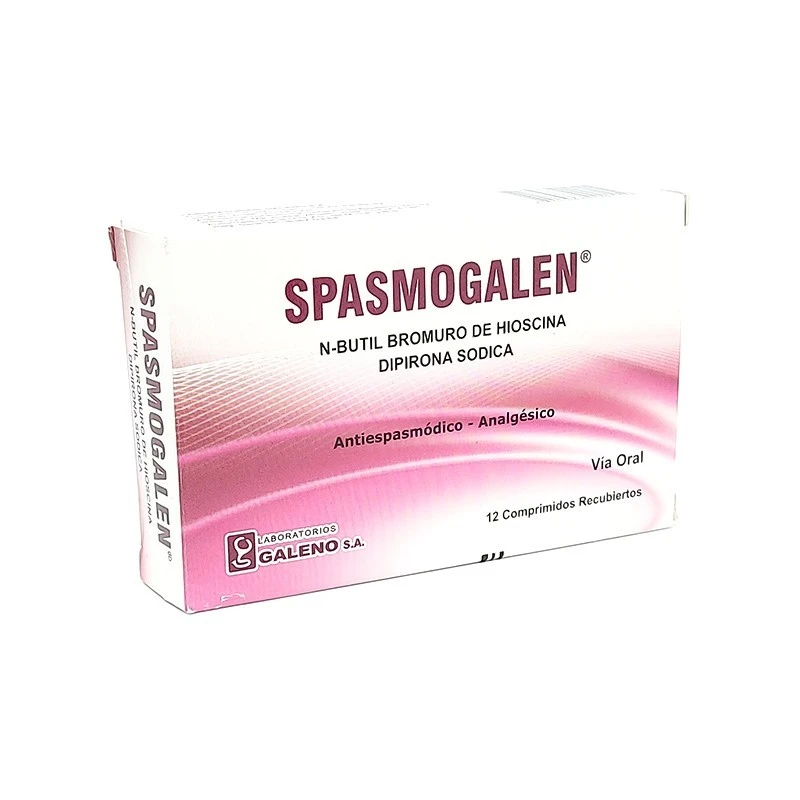 SPASMOGALEN®
N-BUTIL BROMURO DE HIOSCINA
DIPIRONA SODICA
Antiespasmódico - Analgésico
Vía Oral
12 Comprimidos Recubiertos
LABORATORIOS
GALENO S.A.
SPASMOGALEN®
N-BUTIL BROMURO DE HIOSCINA
DIPIRONA SODICA